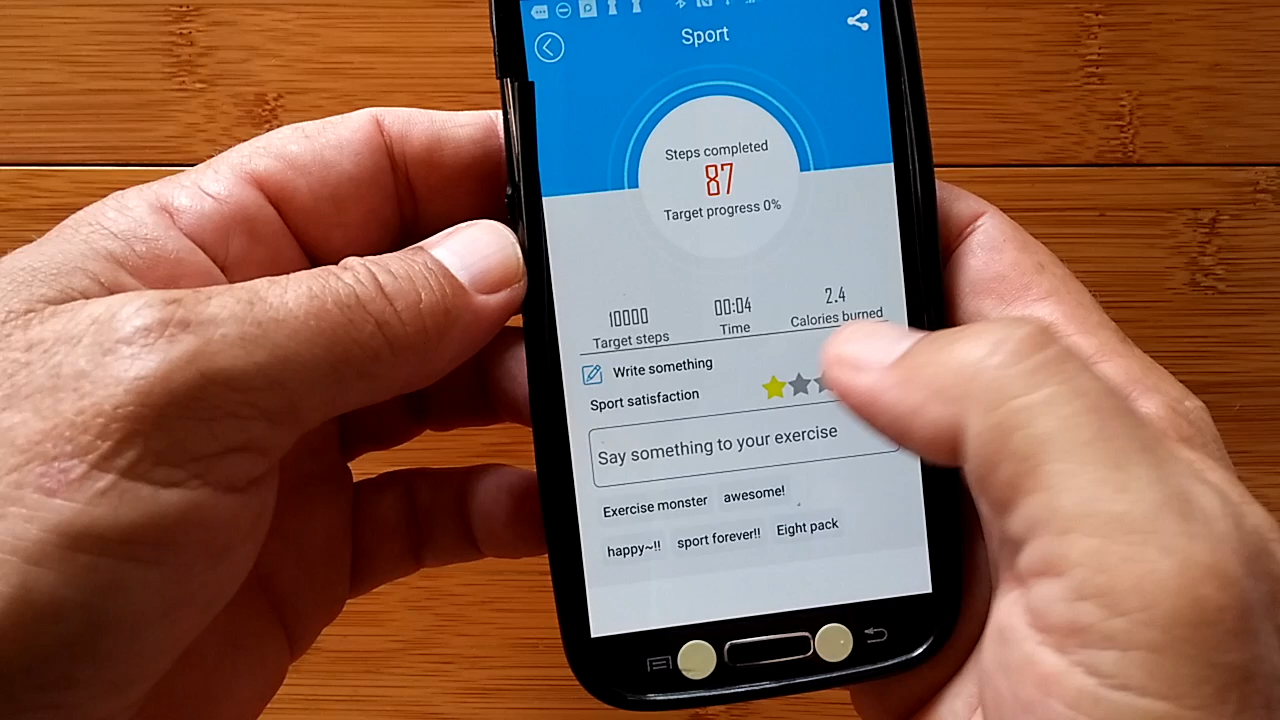 Sport
Steps completed
87
Target progress 0%
10000 00:04 2.4
Target steps Time Calories burned
Write something
Sport satisfaction
Say something to your exercise
Exercise monster awesome!
happy~!! sport forever!! Eight pack